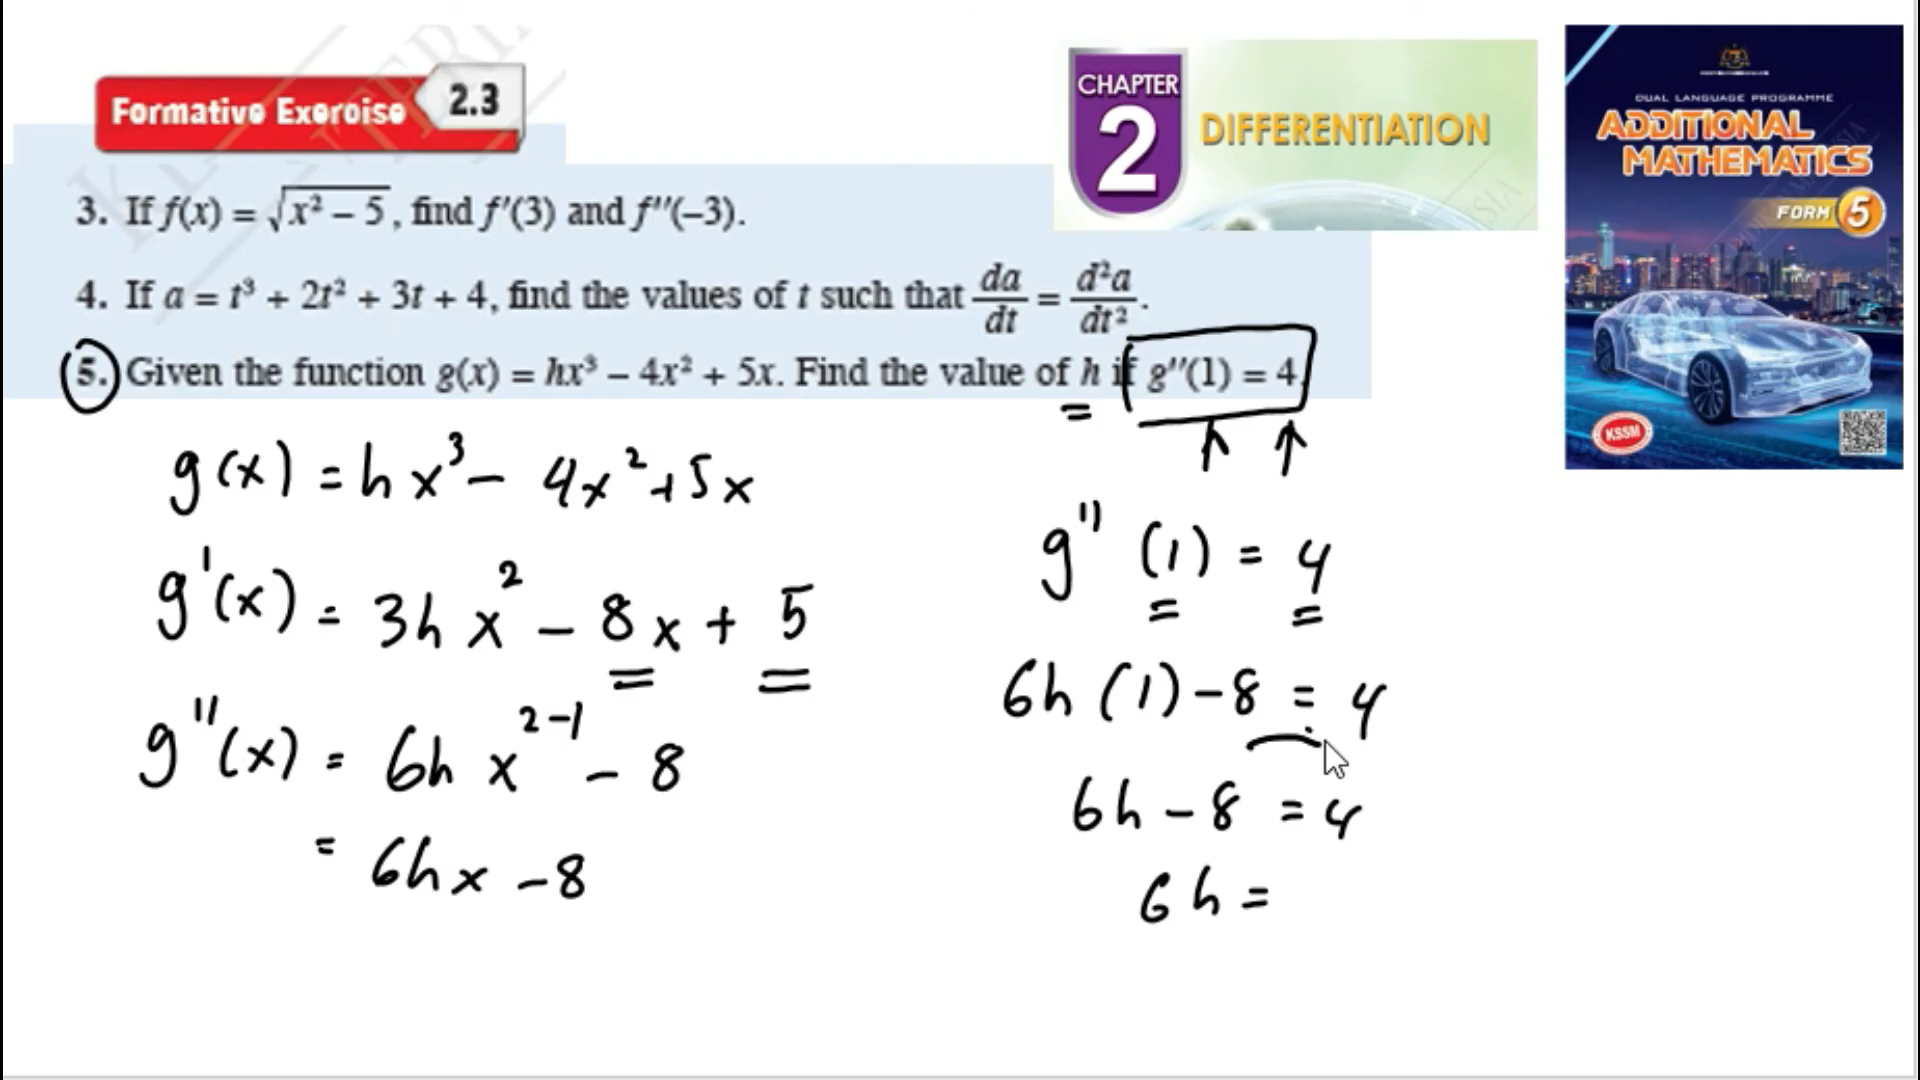 Formative Exercise 2.3
CHAPTER 2 DIFFERENTIATION
DUAL LANGUAGE PROGRAMME
ADDITIONAL
MATHEMATICS
FORM 5
KSSM
3. If f(x) = √(x² – 5), find f′(3) and f″(–3).
4. If a = t³ + 2t² + 3t + 4, find the values of t such that da/dt = d²a/dt².
5. Given the function g(x) = hx³ – 4x² + 5x. Find the value of h if g″(1) = 4.
g(x) = hx³ – 4x² + 5x
g'(x) = 3hx² – 8x + 5
g''(x) = 6hx²⁻¹ – 8
= 6hx – 8
g''(1) = 4
6h(1) – 8 = 4
6h – 8 = 4
6h =